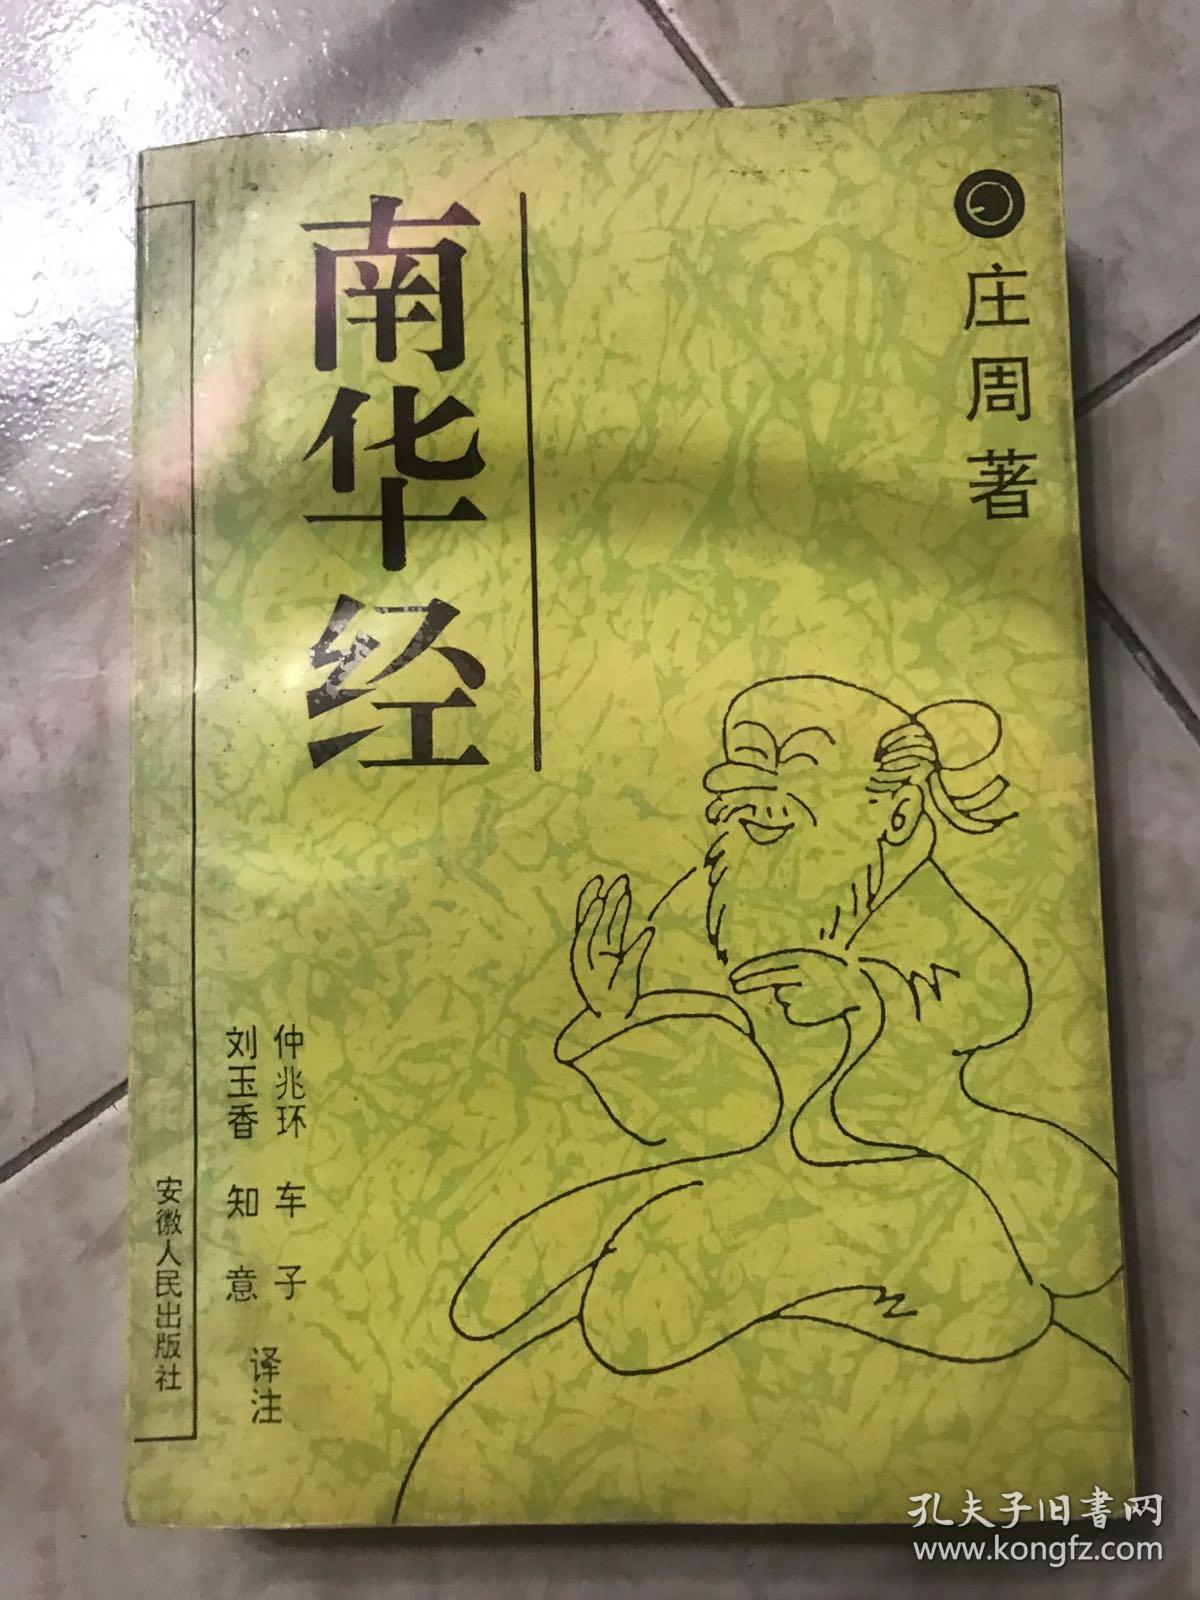 庄周著
南华经
仲兆环 车子
刘玉香 知意
译注
安徽人民出版社
孔夫子旧书网
www.kongfz.com